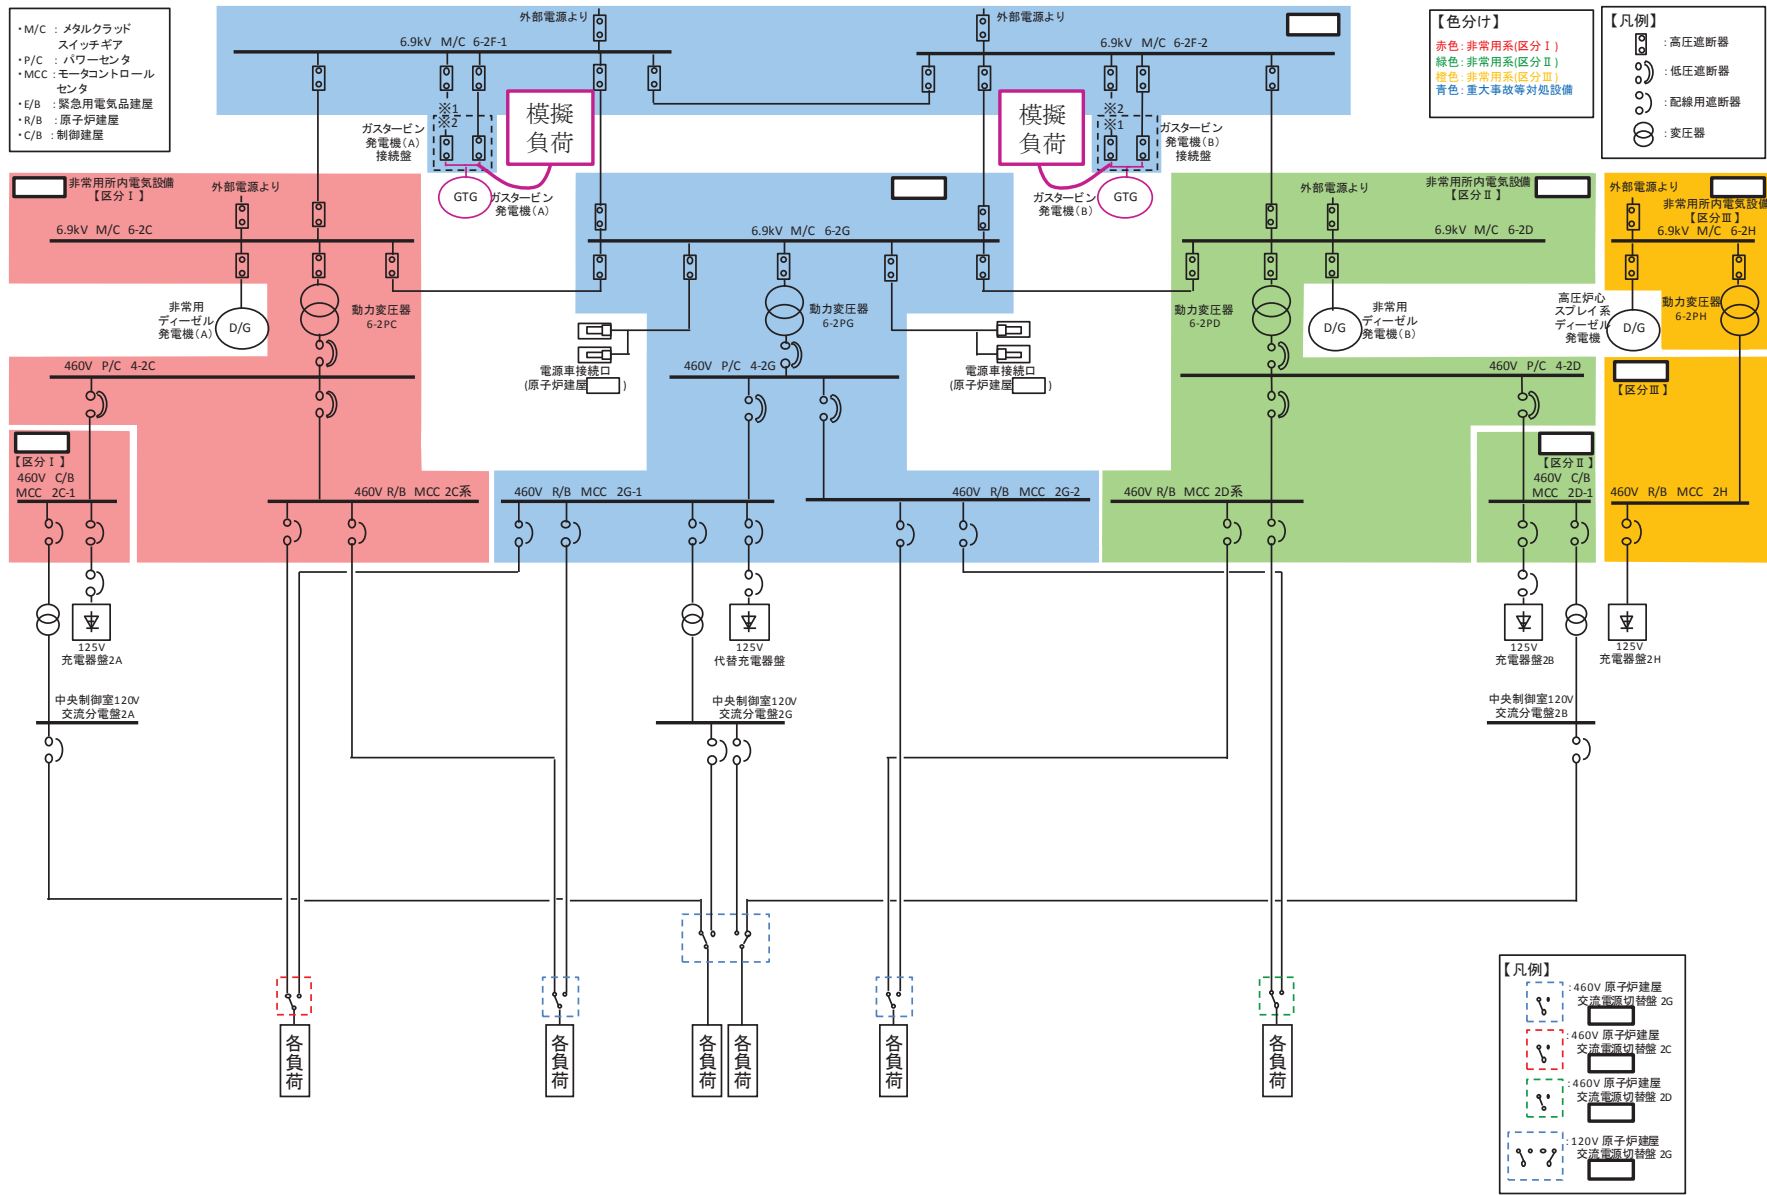 ・M/C ：メタルクラッド
スイッチギア
・P/C ：パワーセンタ
・MCC：モータコントロール
センタ
・E/B ：緊急用電気品建屋
・R/B ：原子炉建屋
・C/B ：制御建屋
外部電源より
6.9kV M/C 6-2F-1
外部電源より
6.9kV M/C 6-2F-2
【色分け】
赤色：非常用系(区分Ⅰ)
緑色：非常用系(区分Ⅱ)
橙色：非常用系(区分Ⅲ)
青色：重大事故等対処設備
【凡例】
：高圧遮断器
：低圧遮断器
：配線用遮断器
：変圧器
※1
※2
ガスタービン
発電機(A)
接続盤
模擬
負荷
GTG
ガスタービン
発電機(A)
模擬
負荷
※2
※1
ガスタービン
発電機(B)
接続盤
GTG
ガスタービン
発電機(B)
非常用所内電気設備
【区分Ⅰ】
外部電源より
6.9kV M/C 6-2C
非常用
ディーゼル
発電機(A)
D/G
動力変圧器
6-2PC
460V P/C 4-2C
6.9kV M/C 6-2G
動力変圧器
6-2PG
電源車接続口
(原子炉建屋 )
460V P/C 4-2G
電源車接続口
(原子炉建屋 )
外部電源より
非常用所内電気設備
【区分Ⅱ】
6.9kV M/C 6-2D
動力変圧器
6-2PD
D/G
非常用
ディーゼル
発電機(B)
460V P/C 4-2D
外部電源より
非常用所内電気設備
【区分Ⅲ】
6.9kV M/C 6-2H
高圧炉心
スプレイ系
ディーゼル
発電機
D/G
動力変圧器
6-2PH
【区分Ⅲ】
【区分Ⅰ】
460V C/B
MCC 2C-1
460V R/B MCC 2C系
460V R/B MCC 2G-1
460V R/B MCC 2G-2
460V R/B MCC 2D系
【区分Ⅱ】
460V C/B
MCC 2D-1
460V R/B MCC 2H
125V
充電器盤2A
125V
代替充電器盤
125V
充電器盤2B
125V
充電器盤2H
中央制御室120V
交流分電盤2A
中央制御室120V
交流分電盤2G
中央制御室120V
交流分電盤2B
各負荷
各負荷
各負荷
各負荷
各負荷
各負荷
【凡例】
：460V 原子炉建屋
交流電源切替盤 2G
：460V 原子炉建屋
交流電源切替盤 2C
：460V 原子炉建屋
交流電源切替盤 2D
：120V 原子炉建屋
交流電源切替盤 2G